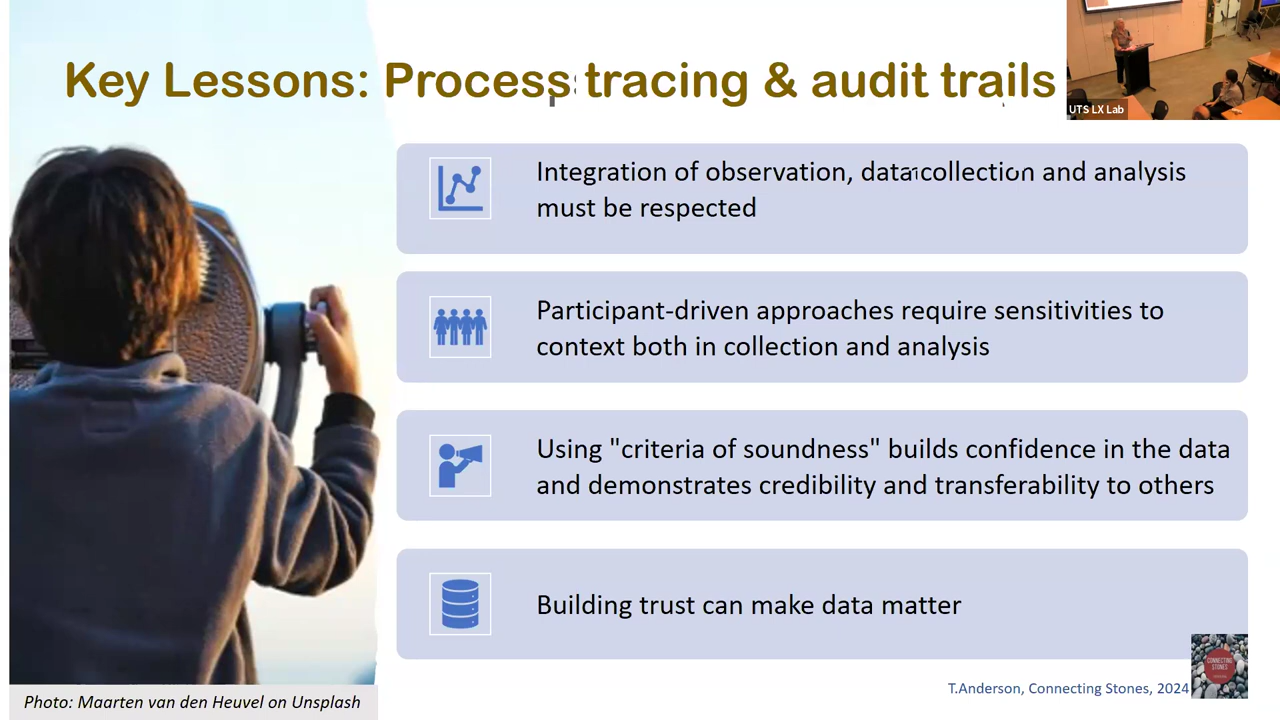 Key Lessons: Process tracing & audit trails
UTS LX Lab
Integration of observation, data collection and analysis
must be respected
Participant-driven approaches require sensitivities to
context both in collection and analysis
Using "criteria of soundness" builds confidence in the data
and demonstrates credibility and transferability to others
Building trust can make data matter
CONNECTING
STONES
T.Anderson, Connecting Stones, 2024
Photo: Maarten van den Heuvel on Unsplash